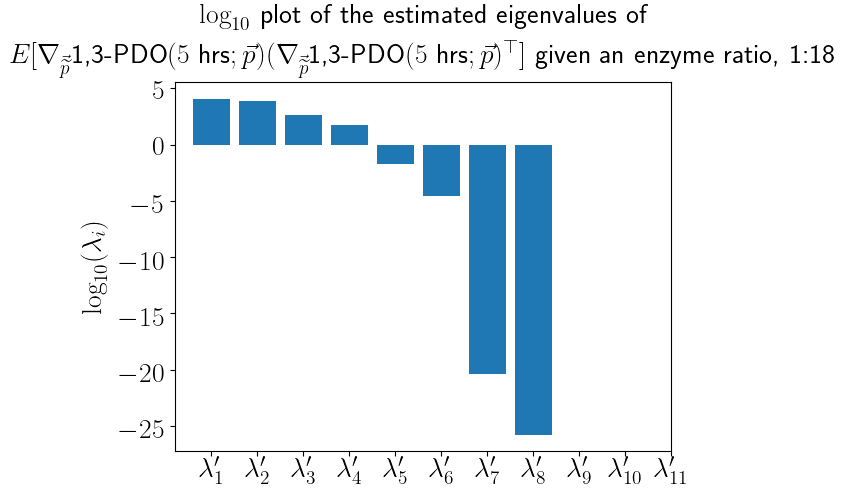 log₁₀ plot of the estimated eigenvalues of
E[∇_p̃⃗ 1,3-PDO(5 hrs; p⃗)(∇_p̃⃗ 1,3-PDO(5 hrs; p⃗)^⊤] given an enzyme ratio, 1:18
5
0
−5
−10
−15
−20
−25
log₁₀(λᵢ)
λ′₁ λ′₂ λ′₃ λ′₄ λ′₅ λ′₆ λ′₇ λ′₈ λ′₉ λ′₁₀ λ′₁₁